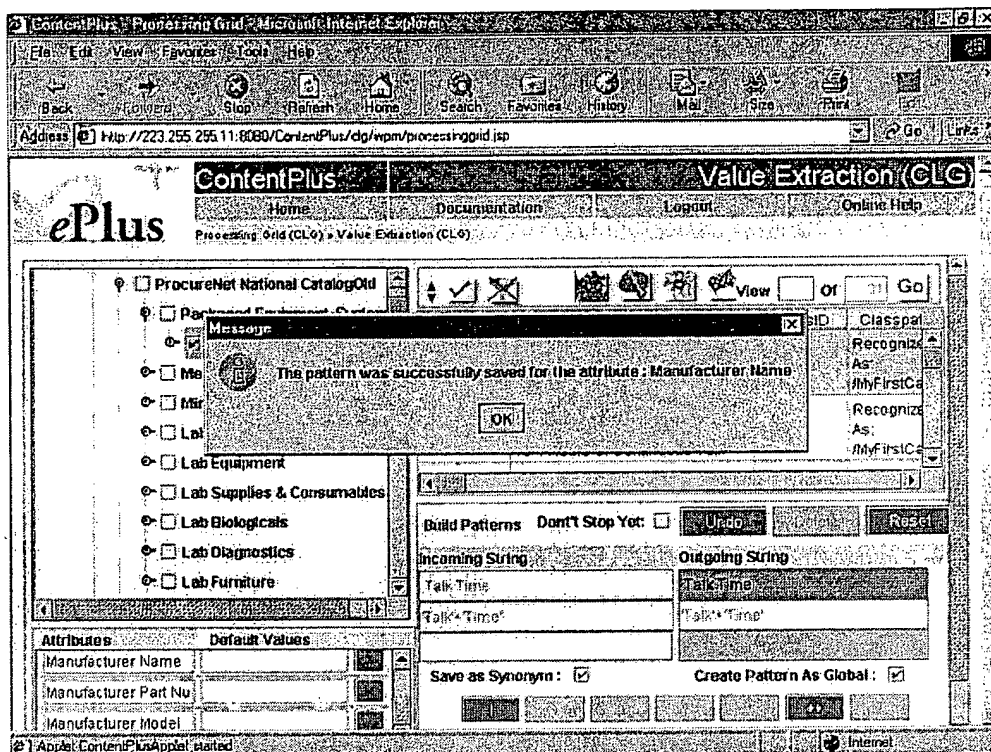 ContentPlus - Processing Grid - Microsoft Internet Explorer
File Edit View Favorites Tools Help
Back Forward Stop Refresh Home Search Favorites History Mail Size Print Edit
Address http://223.255.255.11:8080/ContentPlus/clg/wpm/processinggrid.jsp Go Links
ePlus
ContentPlus Value Extraction (CLG)
Home Documentation Logout Online Help
Processing Grid (CLG) » Value Extraction (CLG)
ProcureNet National CatalogOld
View Of 31 Go
Classpat
Message
Recognize
As:
/MyFirstCa
The pattern was successfully saved for the attribute : Manufacturer Name
OK
Recognize
As:
/MyFirstCa
Lab Equipment
Lab Supplies & Consumables
Lab Biologicals
Lab Diagnostics
Lab Furniture
Build Patterns Dont't Stop Yet: Undo Reset
Incoming String Outgoing String
Talk Time Talk Time
'Talk'+'Time' 'Talk'+'Time'
Save as Synonym : Create Pattern As Global :
Attributes Default Values
Manufacturer Name
Manufacturer Part Nu
Manufacturer Model
Applet ContentPlusApplet started Internet